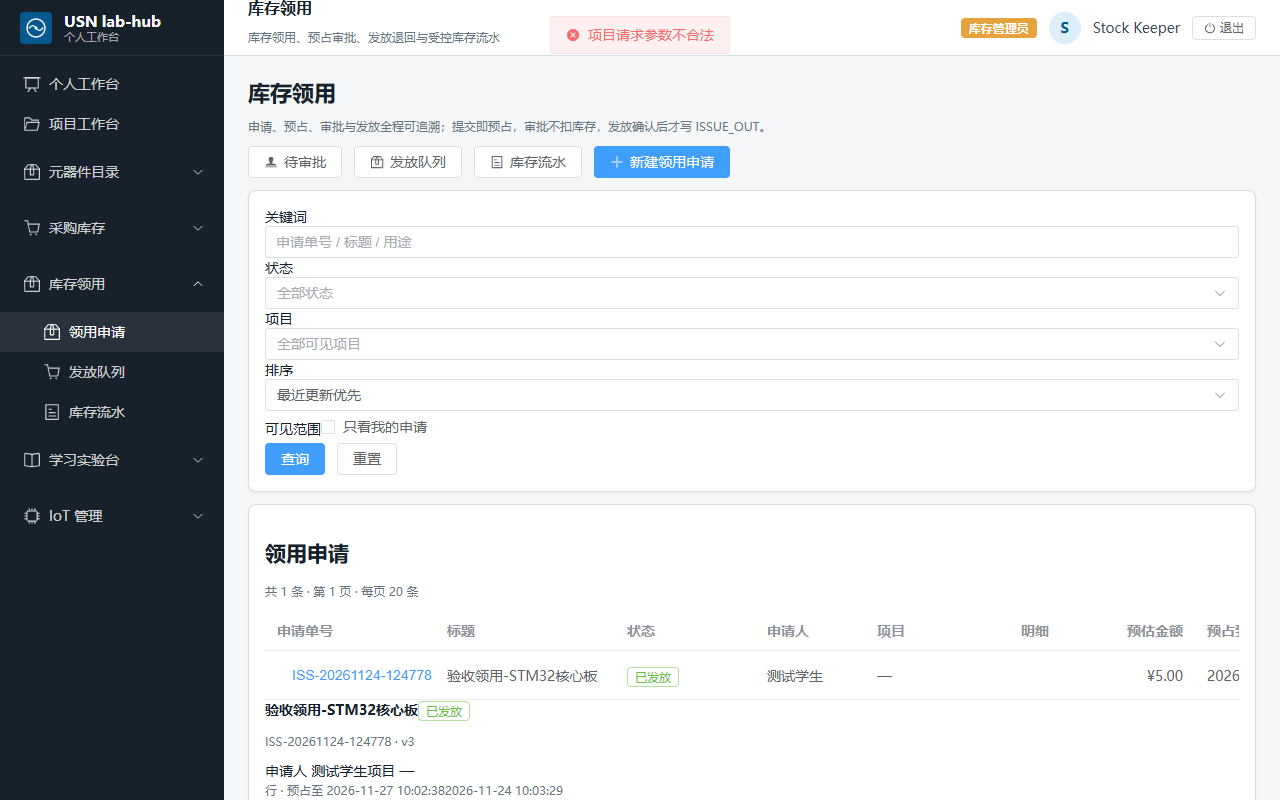 USN lab-hub
个人工作台
个人工作台
项目工作台
元器件目录
采购库存
库存领用
领用申请
发放队列
库存流水
学习实验台
IoT 管理
库存领用
库存领用、预占审批、发放退回与受控库存流水
项目请求参数不合法
库存管理员
S
Stock Keeper
退出
库存领用
申请、预占、审批与发放全程可追溯；提交即预占，审批不扣库存，发放确认后才写 ISSUE_OUT。
待审批
发放队列
库存流水
新建领用申请
关键词
申请单号 / 标题 / 用途
状态
全部状态
项目
全部可见项目
排序
最近更新优先
可见范围 只看我的申请
查询 重置
领用申请
共 1 条 · 第 1 页 · 每页 20 条
申请单号 标题 状态 申请人 项目 明细 预估金额 预占
ISS-20261124-124778 验收领用-STM32核心板 已发放 测试学生 — ¥5.00 2026
验收领用-STM32核心板 已发放
ISS-20261124-124778 · v3
申请人 测试学生项目 —
行 · 预占至 2026-11-27 10:02:382026-11-24 10:03:29